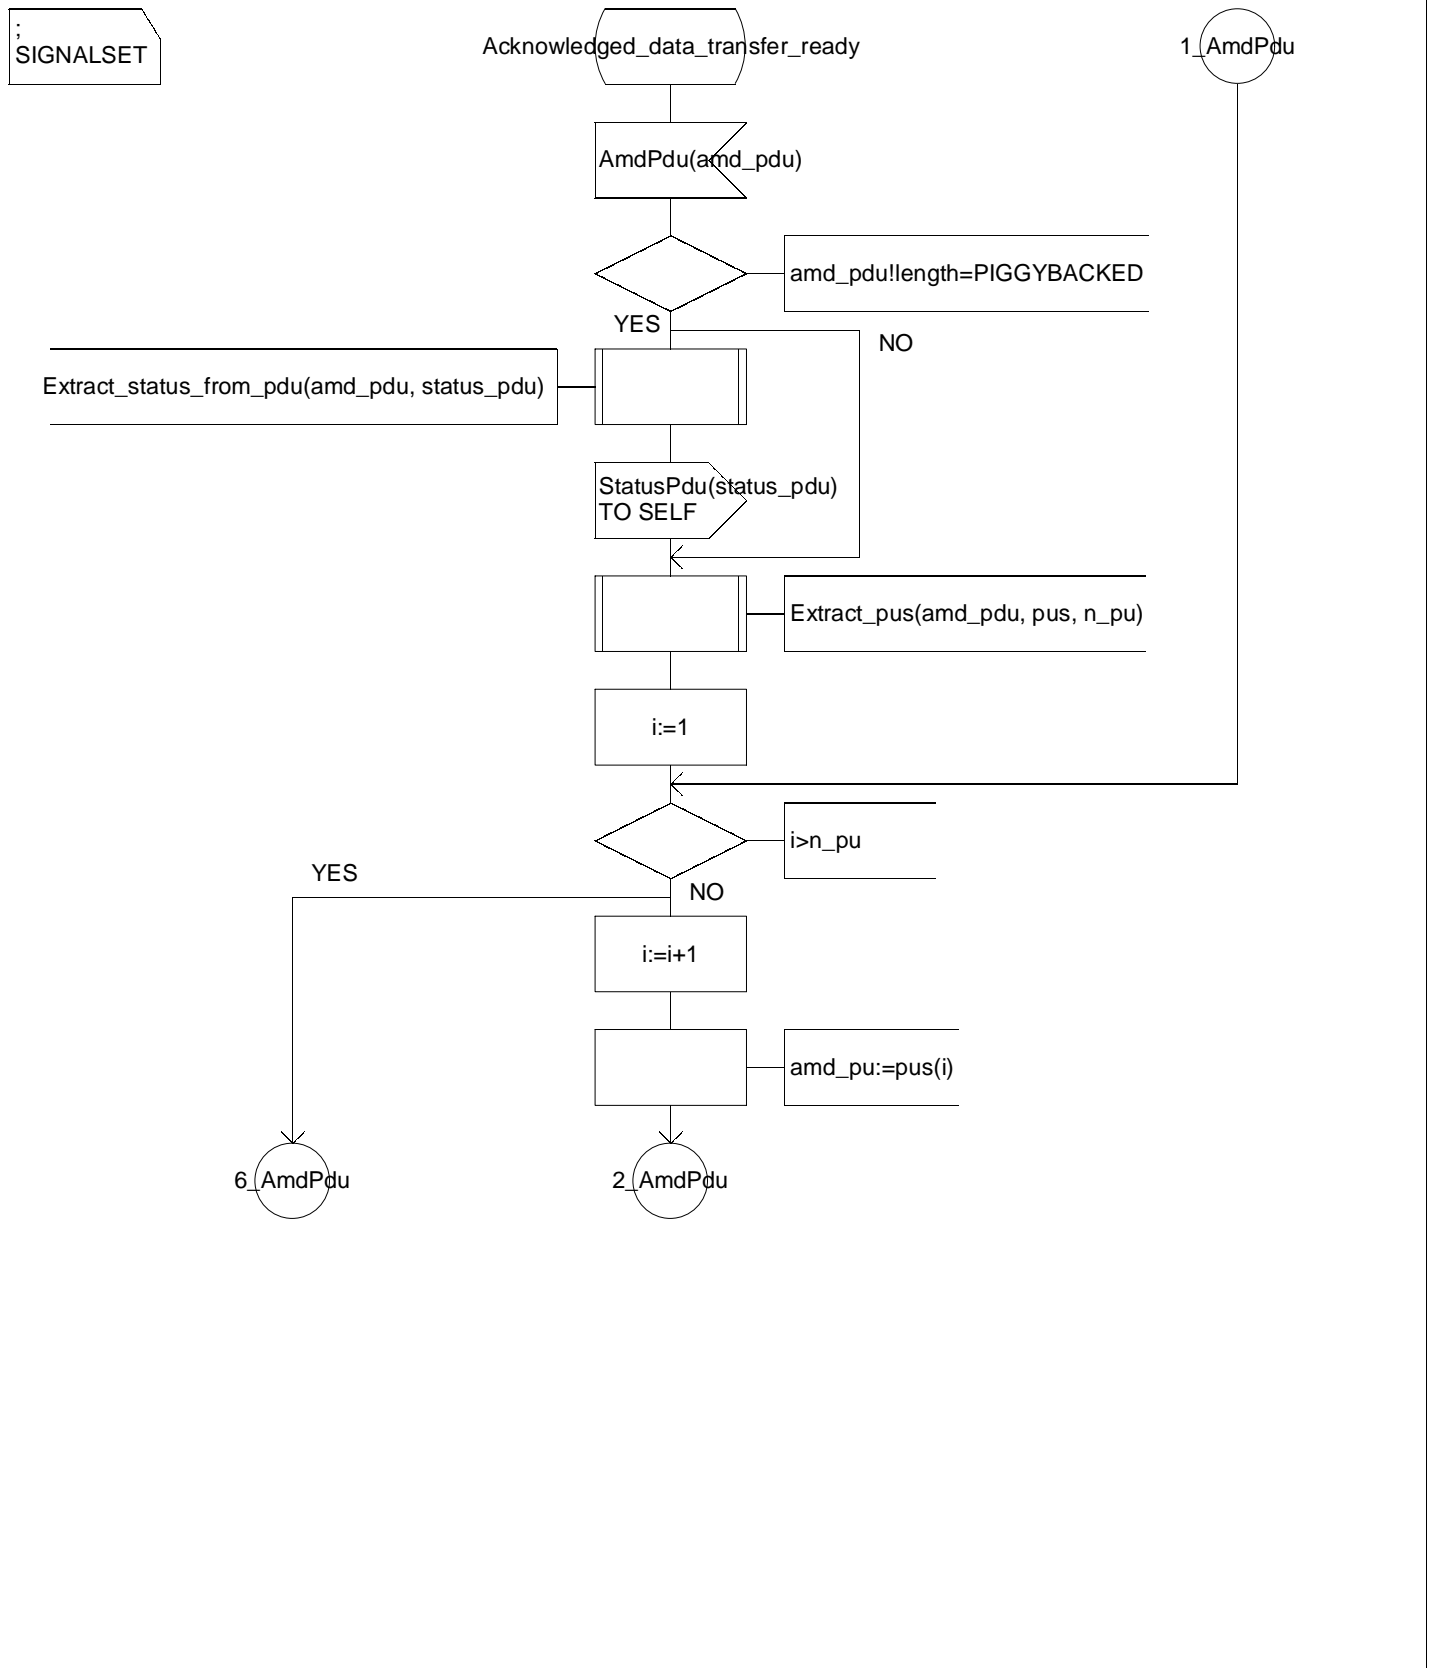 ;
SIGNALSET
Acknowledged_data_transfer_ready
1_AmdPdu
AmdPdu(amd_pdu)
amd_pdu!length=PIGGYBACKED
YES
NO
Extract_status_from_pdu(amd_pdu, status_pdu)
StatusPdu(status_pdu)
TO SELF
Extract_pus(amd_pdu, pus, n_pu)
i:=1
i>n_pu
YES
NO
i:=i+1
amd_pu:=pus(i)
6_AmdPdu
2_AmdPdu